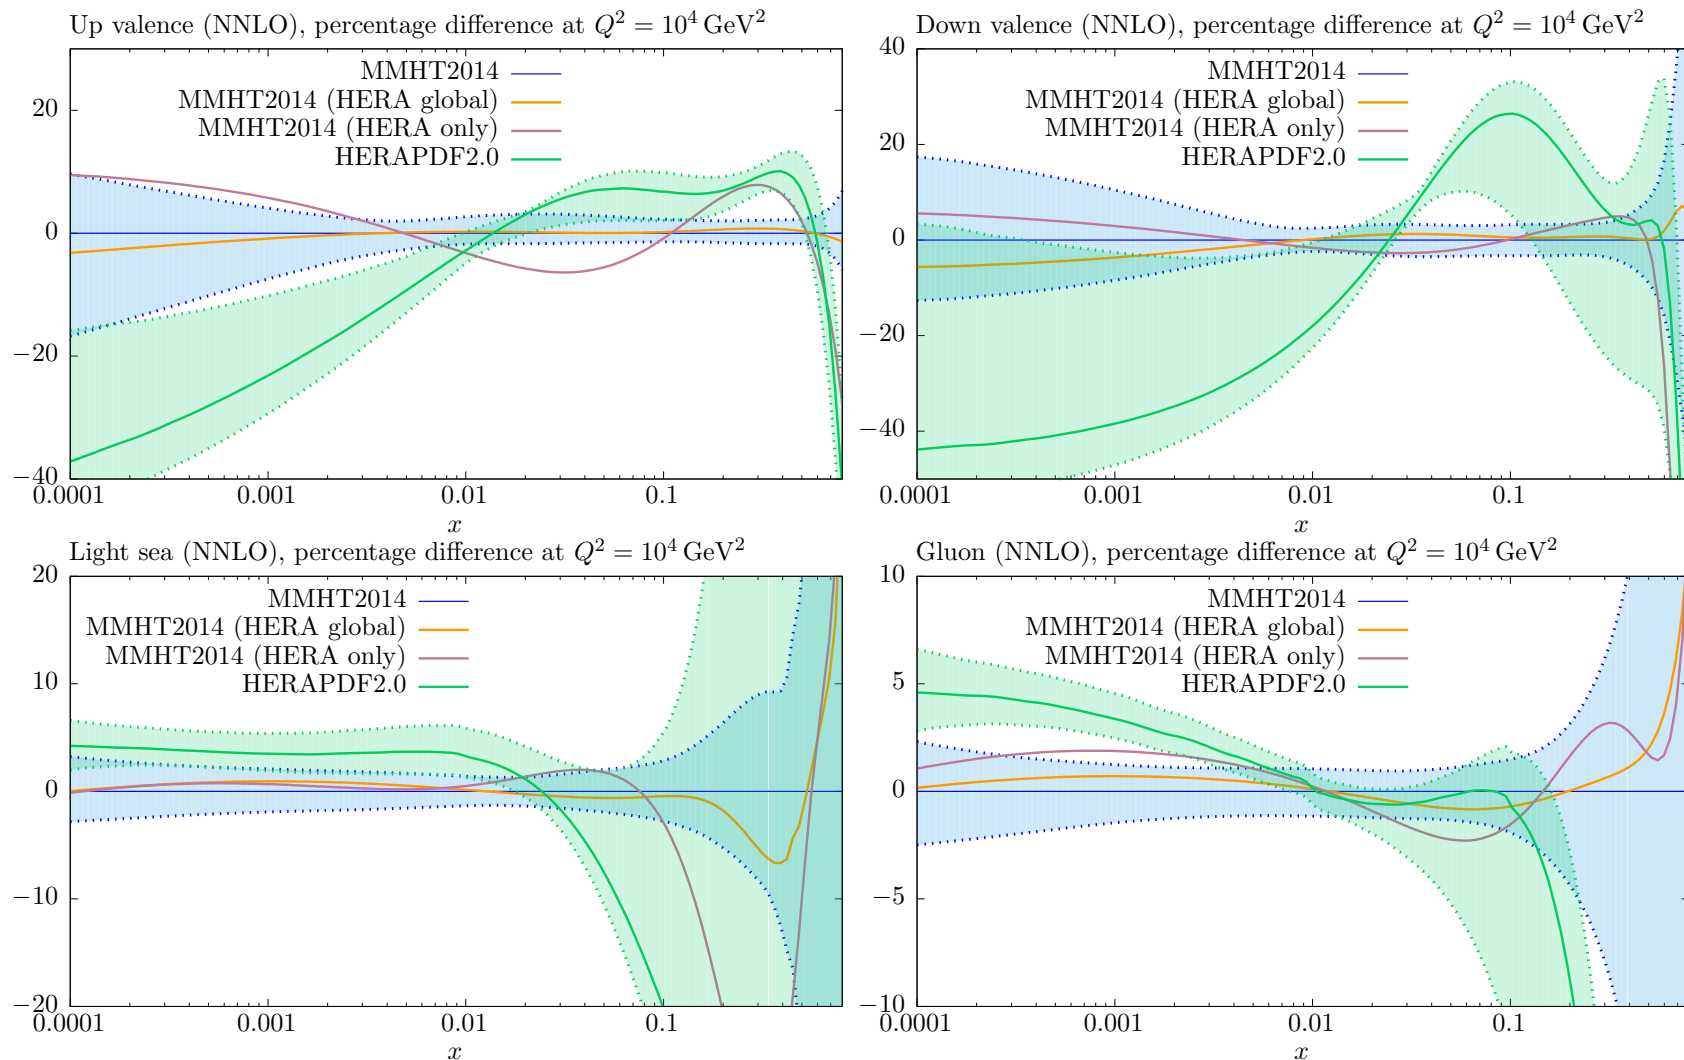 Up valence (NNLO), percentage difference at Q² = 10⁴ GeV²
MMHT2014
MMHT2014 (HERA global)
MMHT2014 (HERA only)
HERAPDF2.0
20
0
−20
−40
0.0001
0.001
0.01
0.1
x
Down valence (NNLO), percentage difference at Q² = 10⁴ GeV²
MMHT2014
MMHT2014 (HERA global)
MMHT2014 (HERA only)
HERAPDF2.0
40
20
0
−20
−40
0.0001
0.001
0.01
0.1
x
Light sea (NNLO), percentage difference at Q² = 10⁴ GeV²
MMHT2014
MMHT2014 (HERA global)
MMHT2014 (HERA only)
HERAPDF2.0
20
10
0
−10
−20
0.0001
0.001
0.01
0.1
x
Gluon (NNLO), percentage difference at Q² = 10⁴ GeV²
MMHT2014
MMHT2014 (HERA global)
MMHT2014 (HERA only)
HERAPDF2.0
10
5
0
−5
−10
0.0001
0.001
0.01
0.1
x